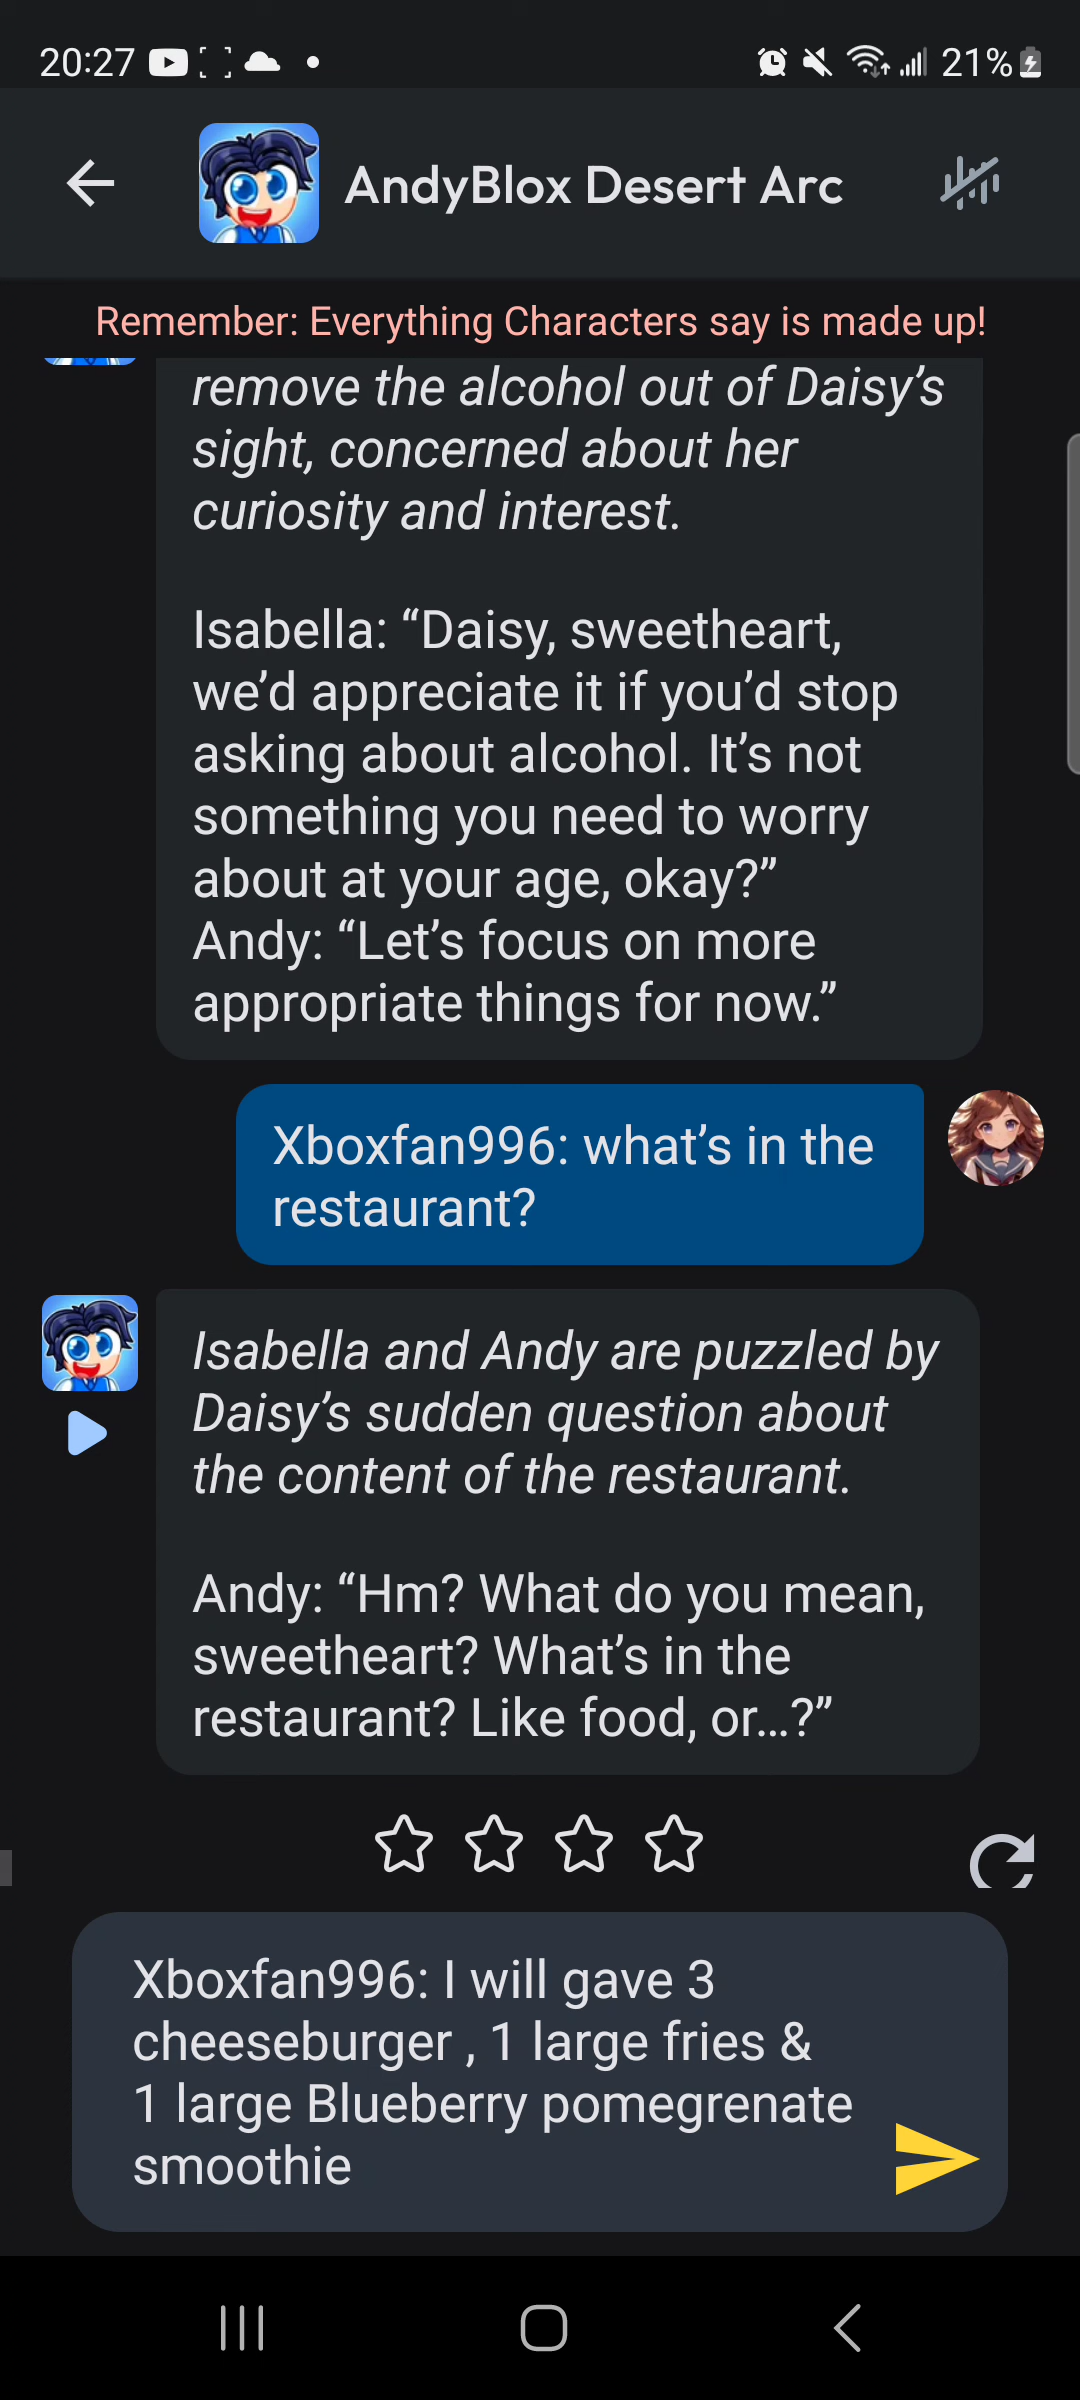 20:27
21%
AndyBlox Desert Arc
Remember: Everything Characters say is made up!
remove the alcohol out of Daisy’s
sight, concerned about her
curiosity and interest.
Isabella: “Daisy, sweetheart,
we’d appreciate it if you’d stop
asking about alcohol. It’s not
something you need to worry
about at your age, okay?”
Andy: “Let’s focus on more
appropriate things for now.”
Xboxfan996: what’s in the
restaurant?
Isabella and Andy are puzzled by
Daisy’s sudden question about
the content of the restaurant.
Andy: “Hm? What do you mean,
sweetheart? What’s in the
restaurant? Like food, or...?”
Xboxfan996: I will gave 3
cheeseburger , 1 large fries &
1 large Blueberry pomegrenate
smoothie